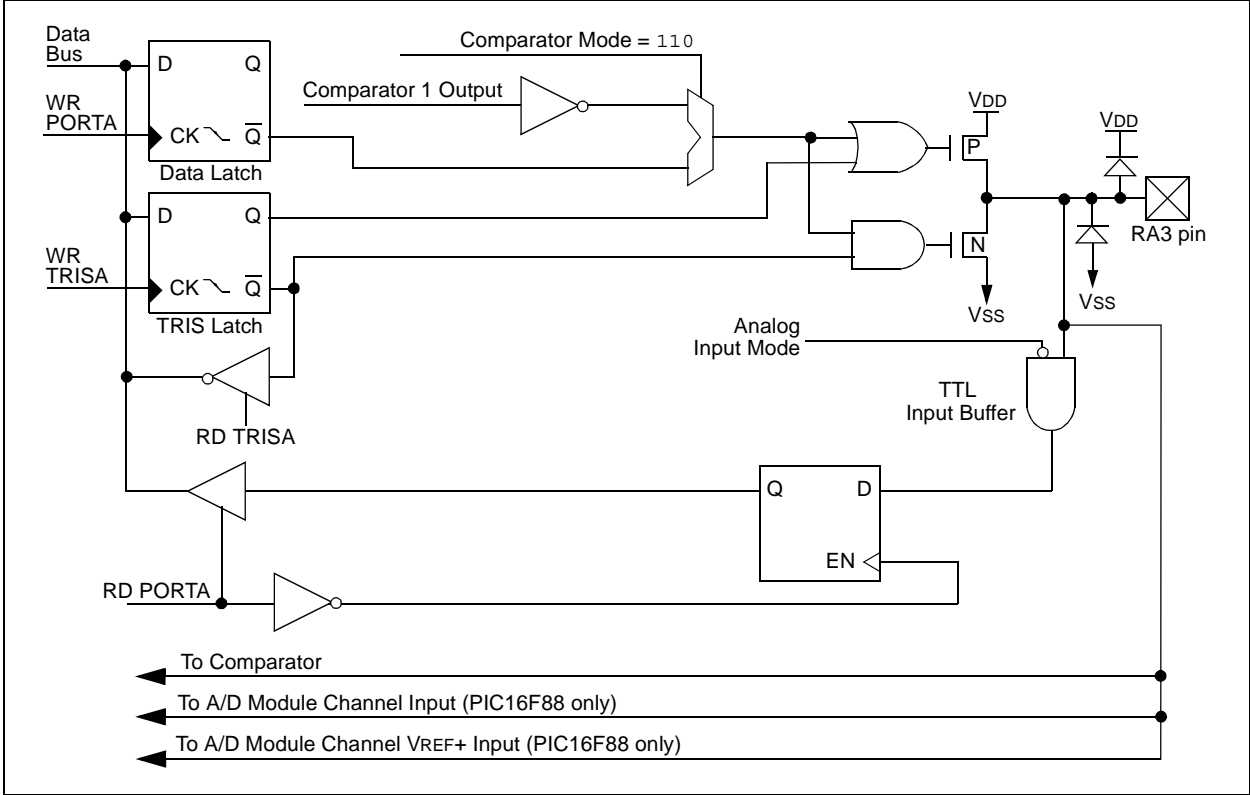 Data
Bus
D Q
WR
PORTA
CK Q
Data Latch
Comparator Mode = 110
Comparator 1 Output
VDD
P
VDD
N
VSS
VSS
RA3 pin
D Q
WR
TRISA
CK Q
TRIS Latch
RD TRISA
Analog
Input Mode
TTL
Input Buffer
Q D
EN
RD PORTA
To Comparator
To A/D Module Channel Input (PIC16F88 only)
To A/D Module Channel VREF+ Input (PIC16F88 only)